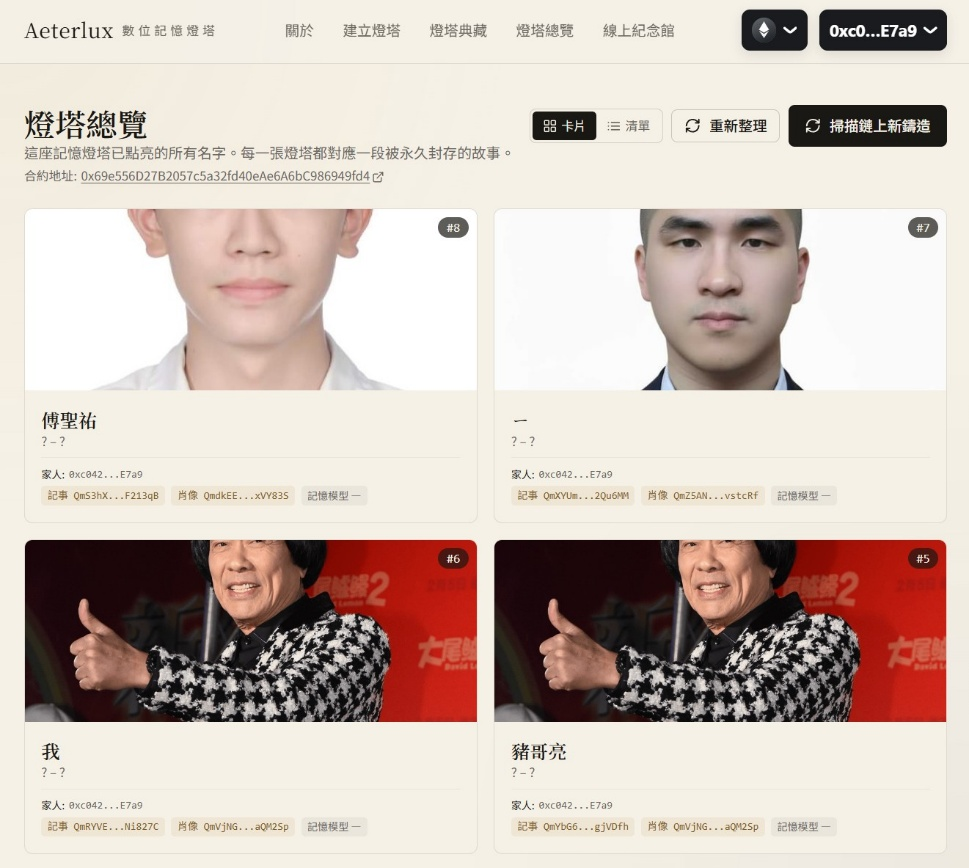 Aeterlux 數位記憶燈塔 關於 建立燈塔 燈塔典藏 燈塔總覽 線上紀念館 0xc0...E7a9
燈塔總覽
卡片 清單 重新整理 掃描鏈上新鑄造
這座記憶燈塔已點亮的所有名字。每一張燈塔都對應一段被永久封存的故事。
合約地址: 0x69e556D27B2057c5a32fd40eAe6A6bC986949fd4
#8
傅聖祐
? – ?
家人: 0xc042...E7a9
記事 QmS3hX...F213qB 肖像 QmdkEE...xVY83S 記憶模型 —
#7
ㄧ
? – ?
家人: 0xc042...E7a9
記事 QmXYUm...2Qu6MM 肖像 QmZ5AN...vstcRf 記憶模型 —
#6
2
大尾鱸
我
? – ?
家人: 0xc042...E7a9
記事 QmRYVE...Ni827C 肖像 QmVjNG...aQM2Sp 記憶模型 —
#5
2
大尾鱸
豬哥亮
? – ?
家人: 0xc042...E7a9
記事 QmYbG6...gjVDfh 肖像 QmVjNG...aQM2Sp 記憶模型 —